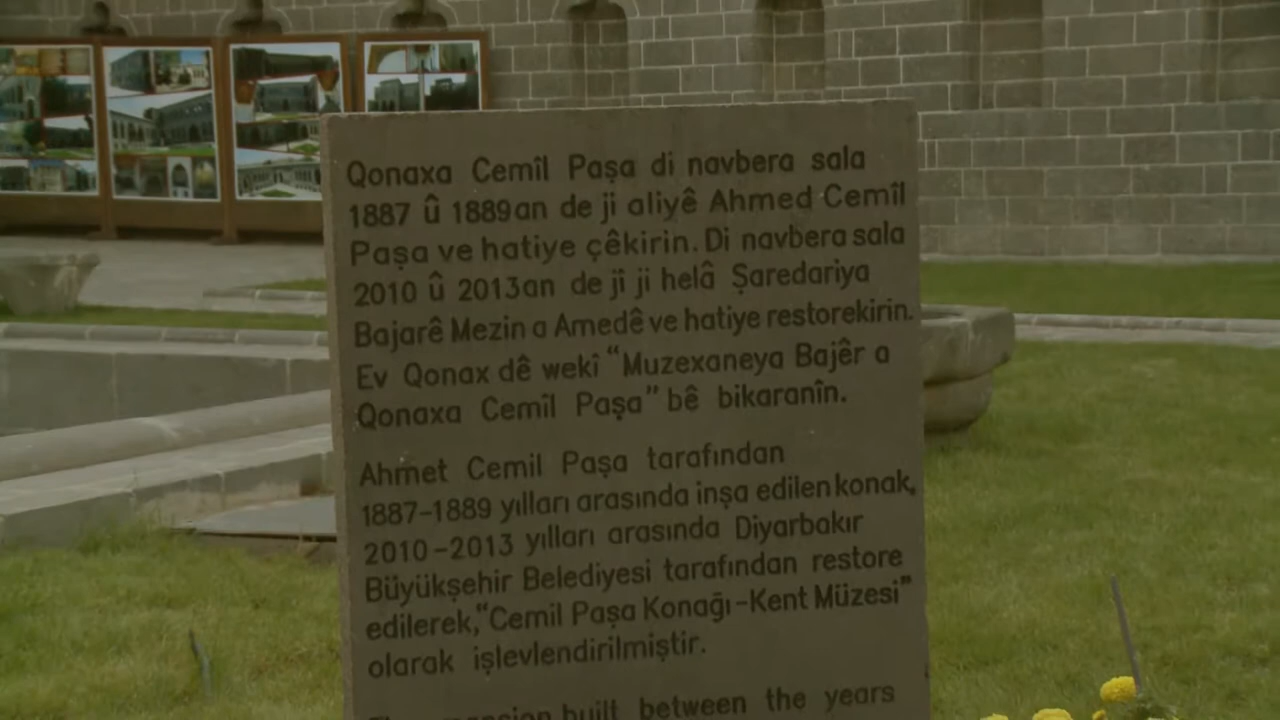 Qonaxa Cemîl Paşa di navbera sala
1887 û 1889an de ji aliyê Ahmed Cemîl
Paşa ve hatiye çêkirin. Di navbera sala
2010 û 2013an de ji ji helâ Şaredariya
Bajarê Mezin a Amedê ve hatiye restorekirin.
Ev Qonax dê wekî "Muzexaneya Bajêr a
Qonaxa Cemîl Paşa" bê bikaranîn.
Ahmet Cemil Paşa tarafından
1887-1889 yılları arasında inşa edilen konak,
2010-2013 yılları arasında Diyarbakır
Büyükşehir Belediyesi tarafından restore
edilerek,"Cemil Paşa Konağı-Kent Müzesi"
olarak işlevlendirilmiştir.
built between the years